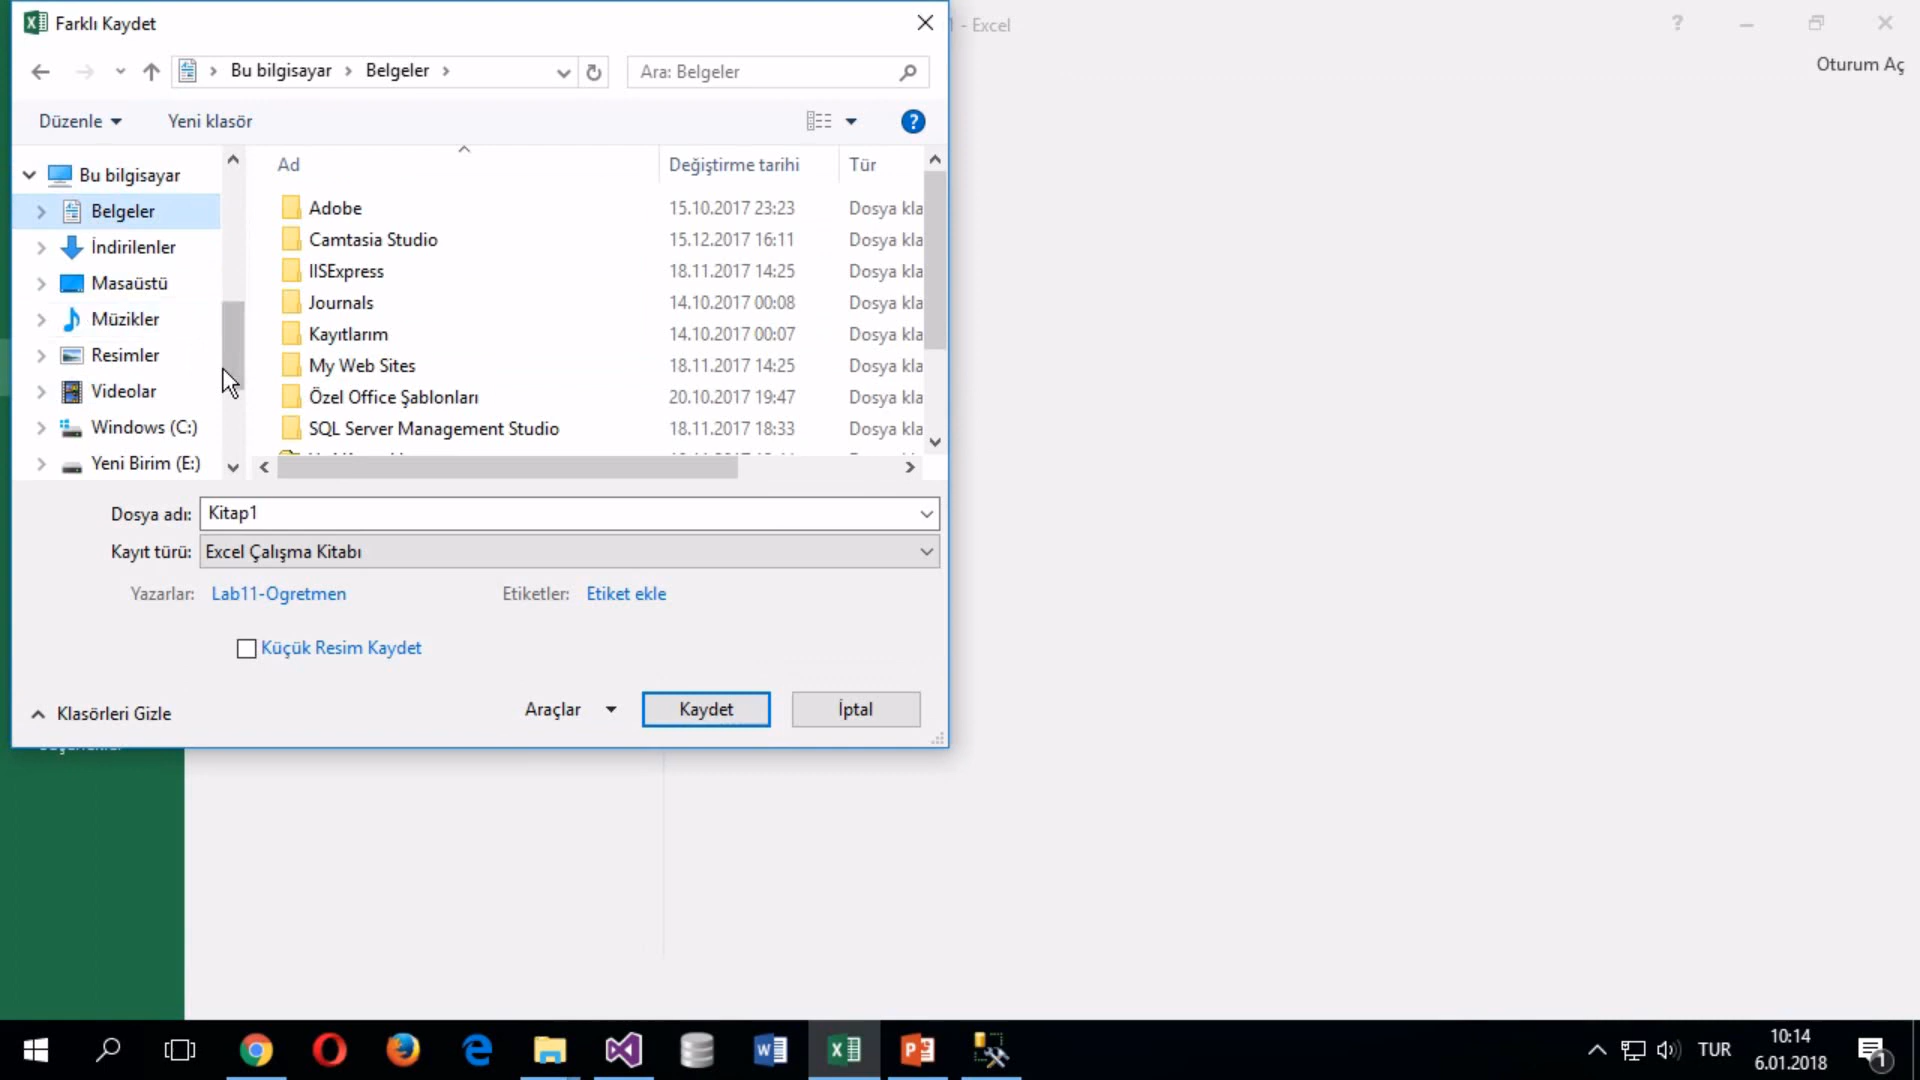 Farklı Kaydet
- Excel
Oturum Aç
Bu bilgisayar
Belgeler
Ara: Belgeler
Düzenle
Yeni klasör
Bu bilgisayar
Belgeler
İndirilenler
Masaüstü
Müzikler
Resimler
Videolar
Windows (C:)
Yeni Birim (E:)
Ad Değiştirme tarihi Tür
Adobe 15.10.2017 23:23 Dosya kla
Camtasia Studio 15.12.2017 16:11 Dosya kla
IISExpress 18.11.2017 14:25 Dosya kla
Journals 14.10.2017 00:08 Dosya kla
Kayıtlarım 14.10.2017 00:07 Dosya kla
My Web Sites 18.11.2017 14:25 Dosya kla
Özel Office Şablonları 20.10.2017 19:47 Dosya kla
SQL Server Management Studio 18.11.2017 18:33 Dosya kla
Dosya adı: Kitap1
Kayıt türü: Excel Çalışma Kitabı
Yazarlar: Lab11-Ogretmen Etiketler: Etiket ekle
Küçük Resim Kaydet
Klasörleri Gizle
Araçlar
Kaydet
İptal
TUR
10:14
6.01.2018
1